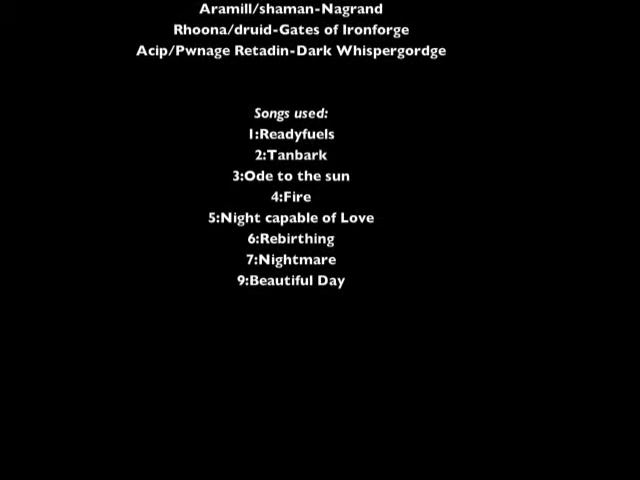 Aramill/shaman-Nagrand
Rhoona/druid-Gates of Ironforge
Acip/Pwnage Retadin-Dark Whispergordge
Songs used:
1:Readyfuels
2:Tanbark
3:Ode to the sun
4:Fire
5:Night capable of Love
6:Rebirthing
7:Nightmare
9:Beautiful Day